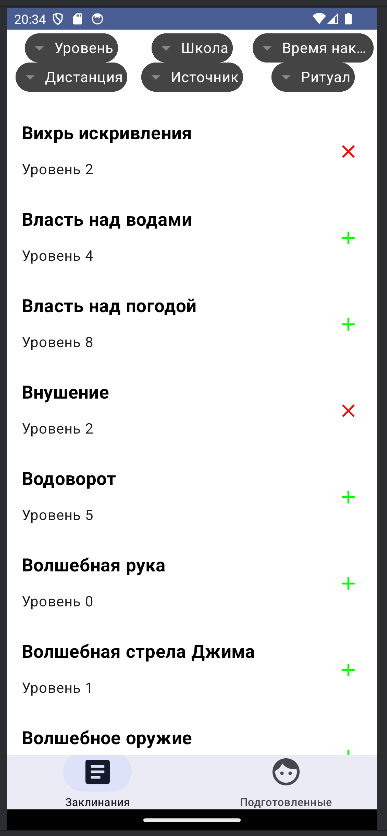 20:34
Уровень Школа Время нак...
Дистанция Источник Ритуал
Вихрь искривления
Уровень 2
Власть над водами
Уровень 4
Власть над погодой
Уровень 8
Внушение
Уровень 2
Водоворот
Уровень 5
Волшебная рука
Уровень 0
Волшебная стрела Джима
Уровень 1
Волшебное оружие
Заклинания Подготовленные